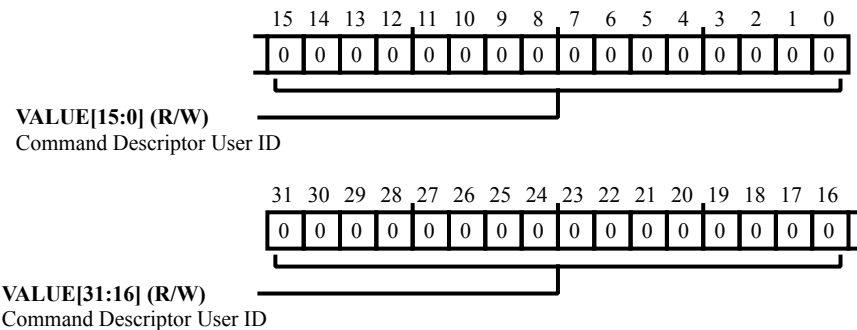 15 14 13 12 11 10 9 8 7 6 5 4 3 2 1 0
0 0 0 0 0 0 0 0 0 0 0 0 0 0 0 0
VALUE[15:0] (R/W)
Command Descriptor User ID
31 30 29 28 27 26 25 24 23 22 21 20 19 18 17 16
0 0 0 0 0 0 0 0 0 0 0 0 0 0 0 0
VALUE[31:16] (R/W)
Command Descriptor User ID